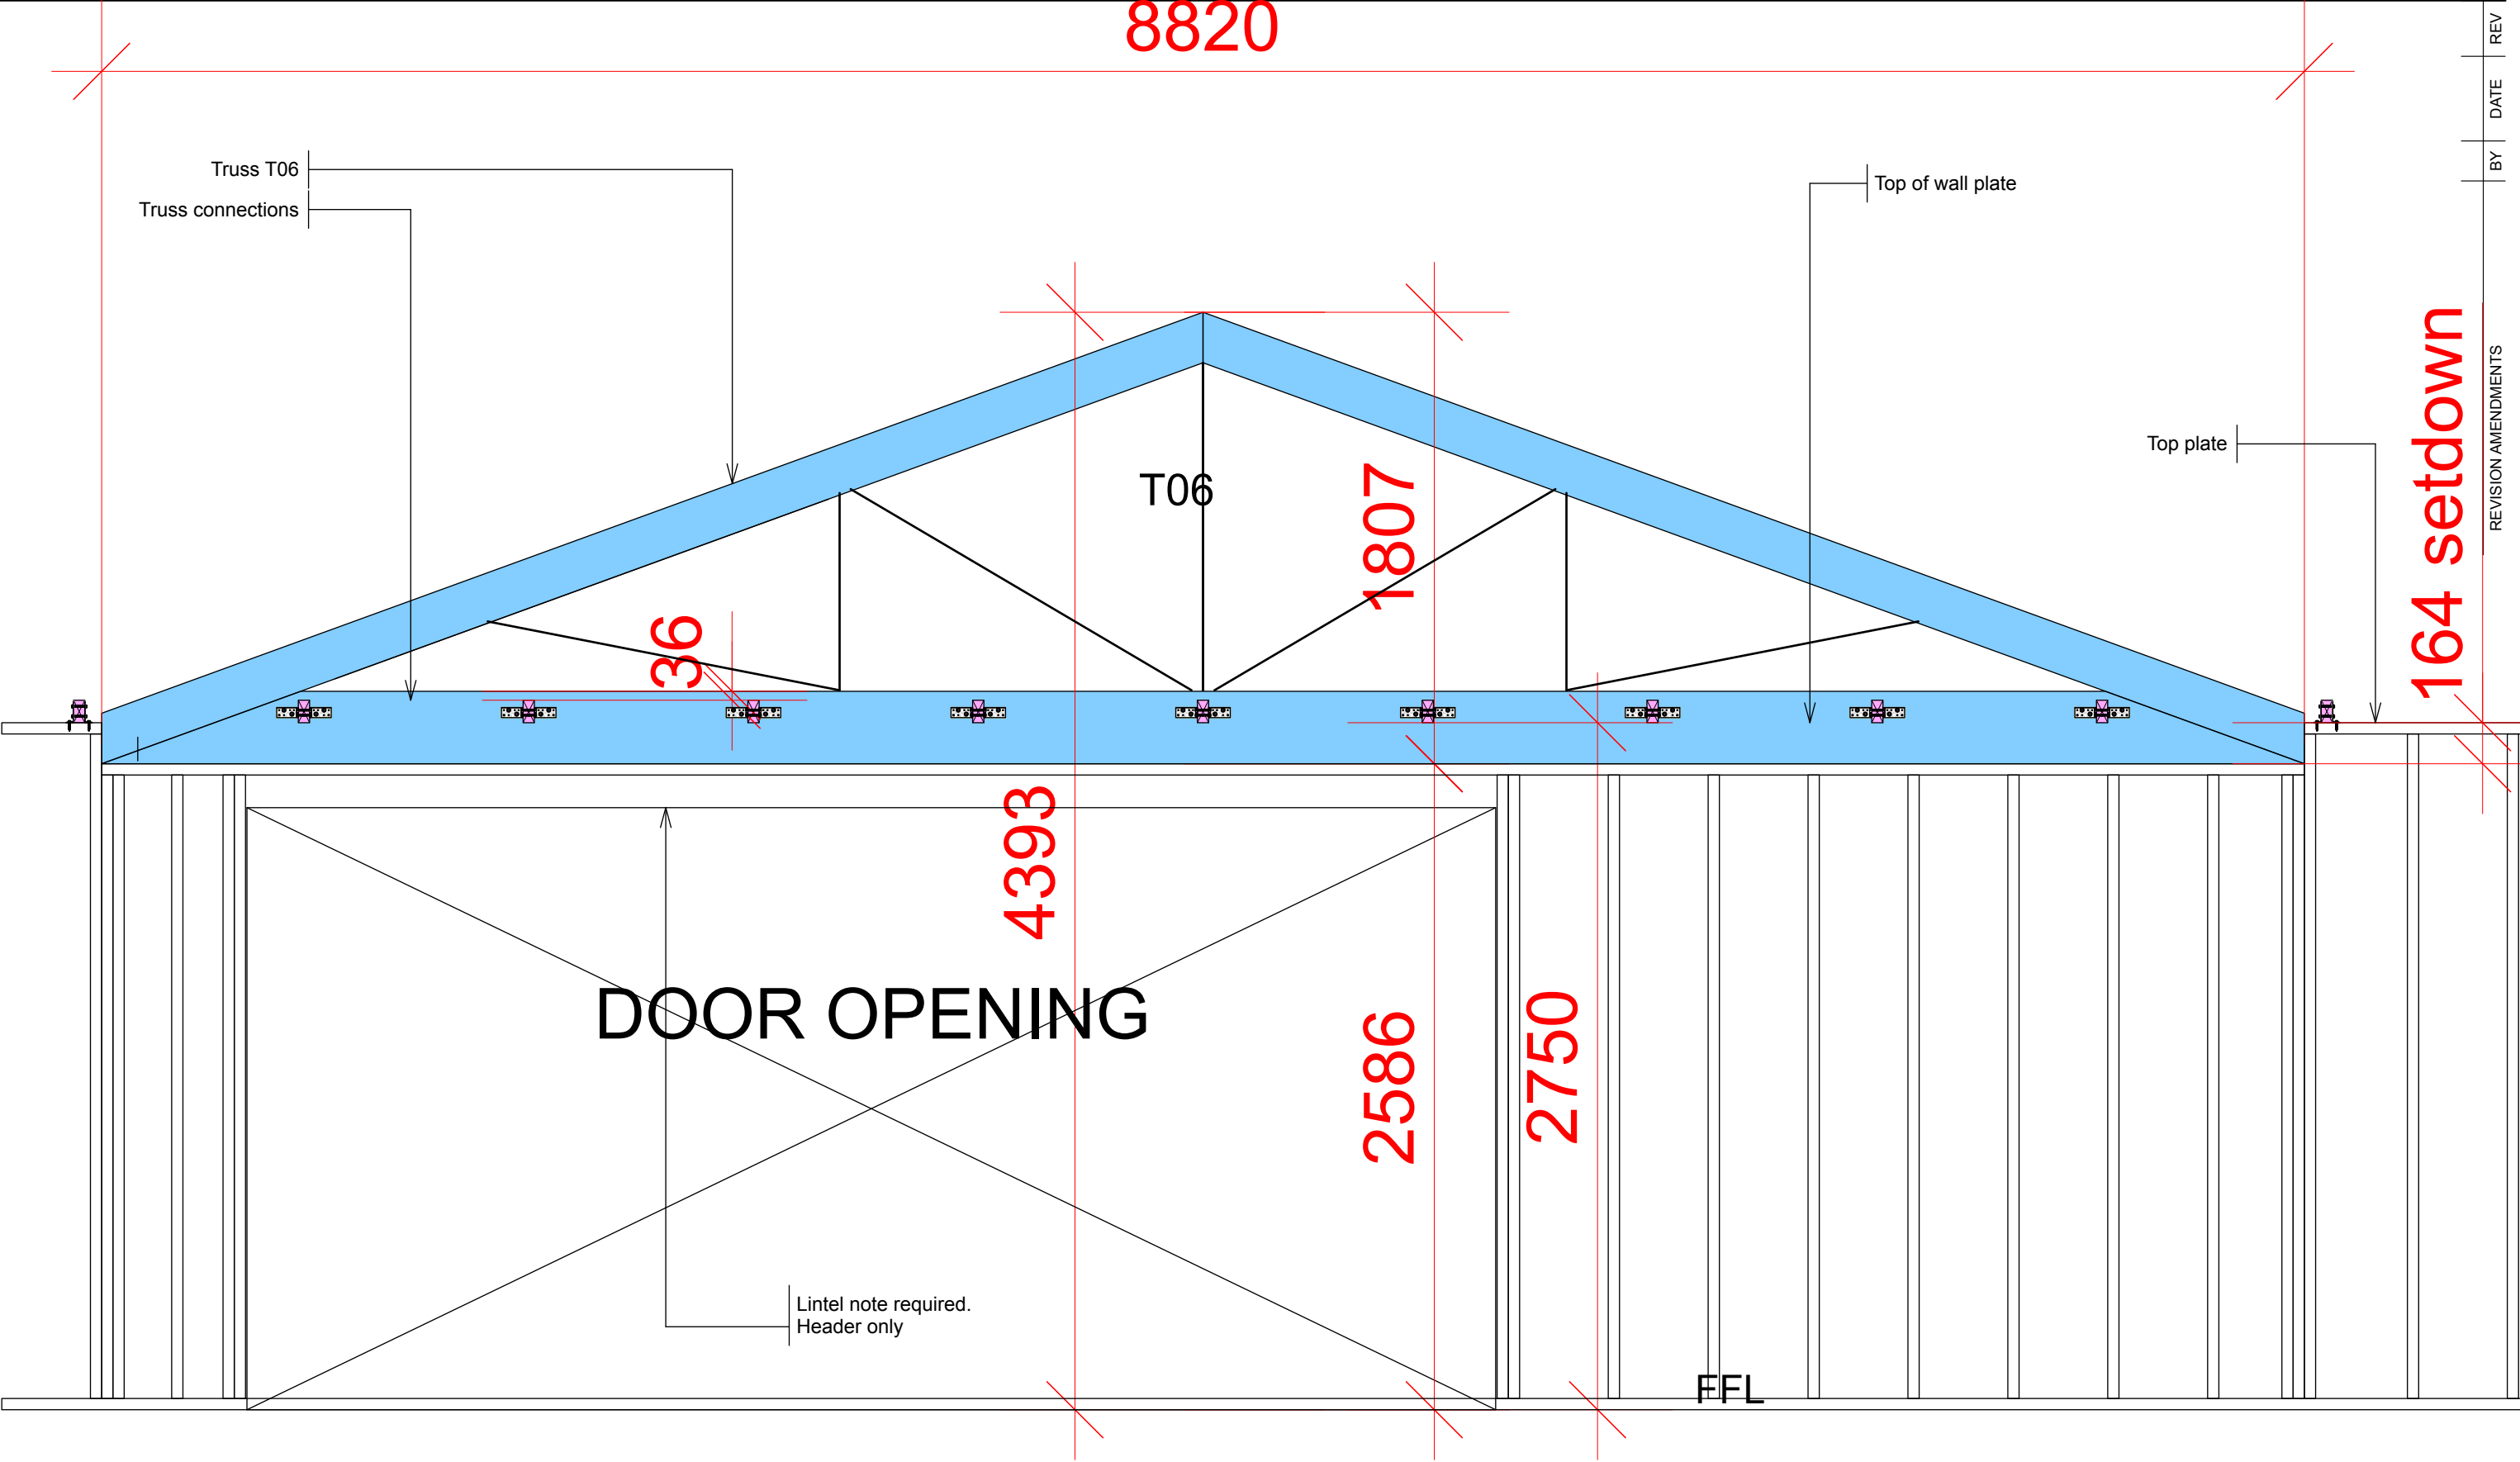 8820
REV
DATE
BY
REVISION AMENDMENTS
Truss T06
Truss connections
Top of wall plate
Top plate
164 setdown
T06
1807
36
4393
DOOR OPENING
2586
2750
Lintel note required.
Header only
FFL